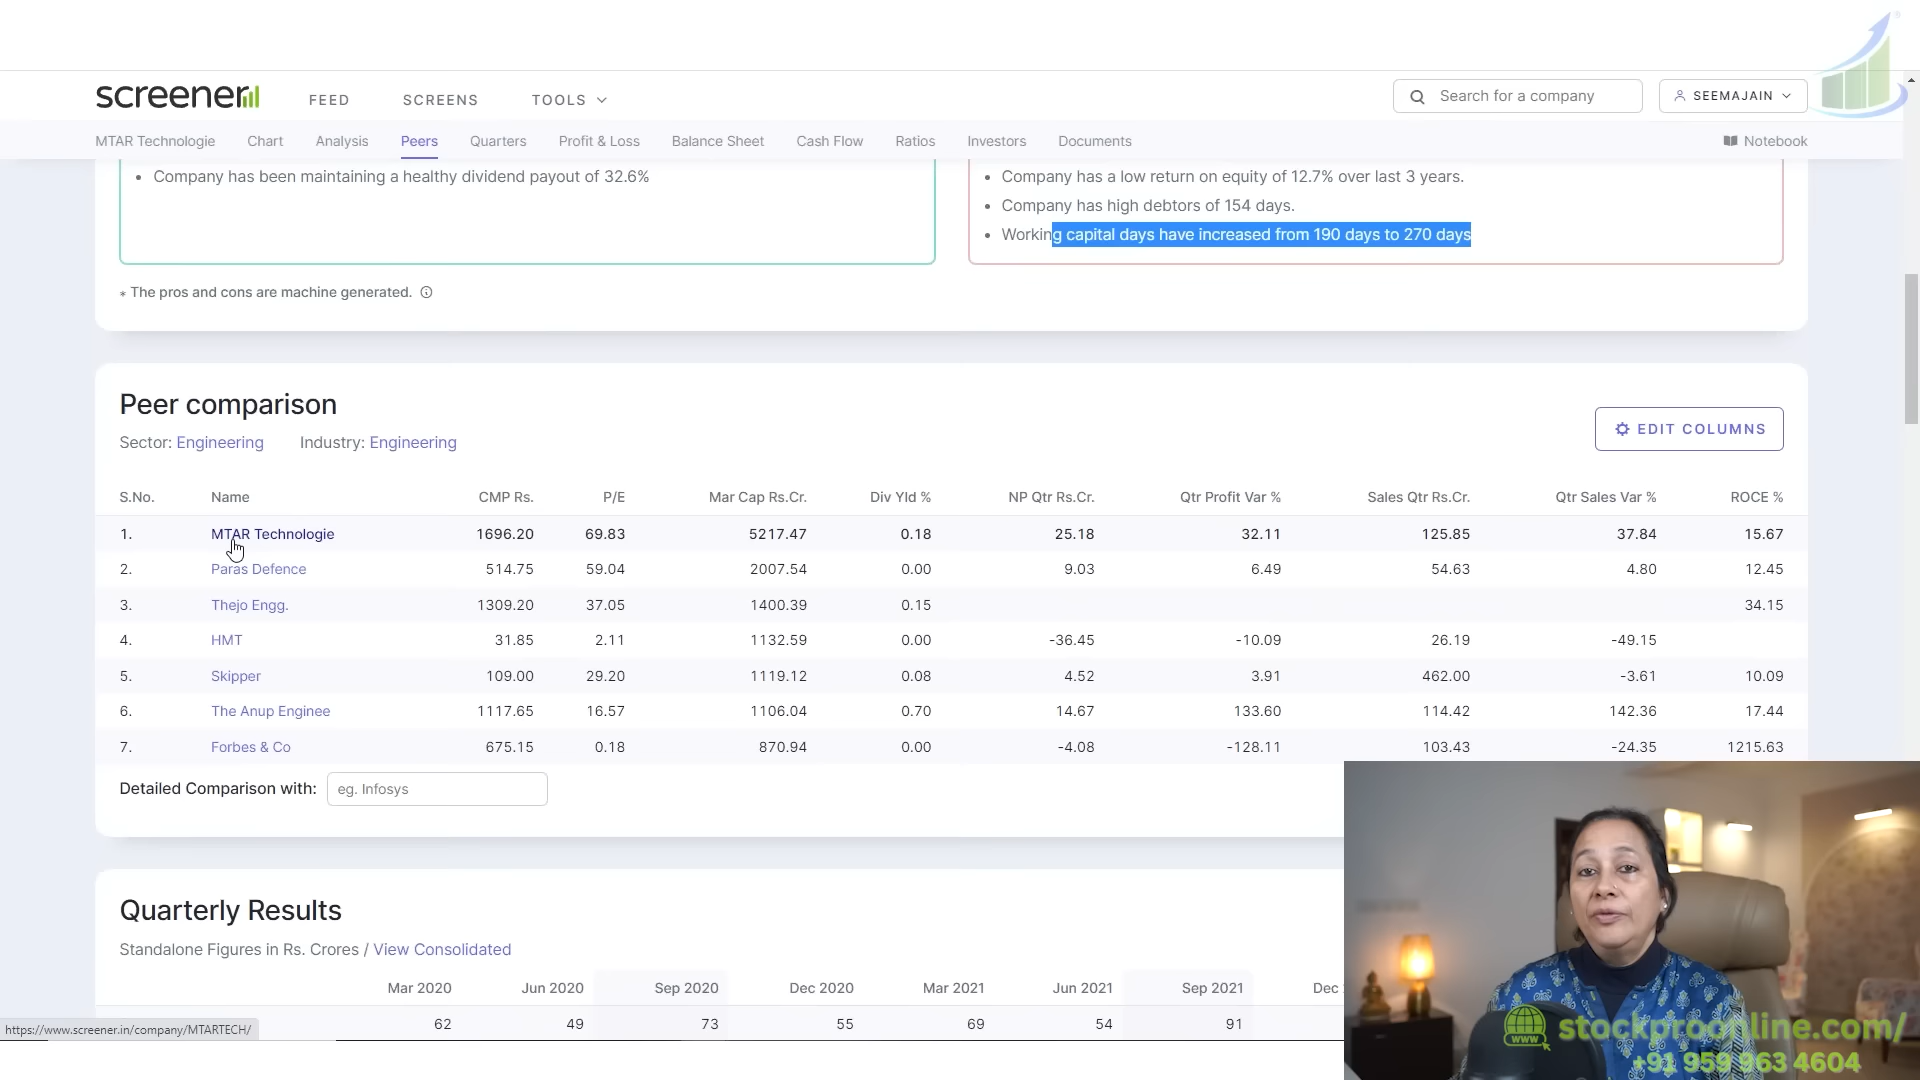 screener
FEED SCREENS TOOLS
Search for a company
SEMAJAIN
MTAR Technologie Chart Analysis Peers Quarters Profit & Loss Balance Sheet Cash Flow Ratios Investors Documents Notebook
• Company has been maintaining a healthy dividend payout of 32.6%
• Company has a low return on equity of 12.7% over last 3 years.
• Company has high debtors of 154 days.
• Working capital days have increased from 190 days to 270 days
* The pros and cons are machine generated.
Peer comparison
Sector: Engineering Industry: Engineering
EDIT COLUMNS
S.No. Name CMP Rs. P/E Mar Cap Rs.Cr. Div Yld % NP Qtr Rs.Cr. Qtr Profit Var % Sales Qtr Rs.Cr. Qtr Sales Var % ROCE %
1. MTAR Technologie 1696.20 69.83 5217.47 0.18 25.18 32.11 125.85 37.84 15.67
2. Paras Defence 514.75 59.04 2007.54 0.00 9.03 6.49 54.63 4.80 12.45
3. Thejo Engg. 1309.20 37.05 1400.39 0.15 34.15
4. HMT 31.85 2.11 1132.59 0.00 -36.45 -10.09 26.19 -49.15
5. Skipper 109.00 29.20 1119.12 0.08 4.52 3.91 462.00 -3.61 10.09
6. The Anup Enginee 1117.65 16.57 1106.04 0.70 14.67 133.60 114.42 142.36 17.44
7. Forbes & Co 675.15 0.18 870.94 0.00 -4.08 -128.11 103.43 -24.35 1215.63
Detailed Comparison with: eg. Infosys
Quarterly Results
Standalone Figures in Rs. Crores / View Consolidated
Mar 2020 Jun 2020 Sep 2020 Dec 2020 Mar 2021 Jun 2021 Sep 2021 Dec
62 49 73 55 69 54 91
https://www.screener.in/company/MTARTECH/
www
stockproonline.com/
+91 959 963 4604